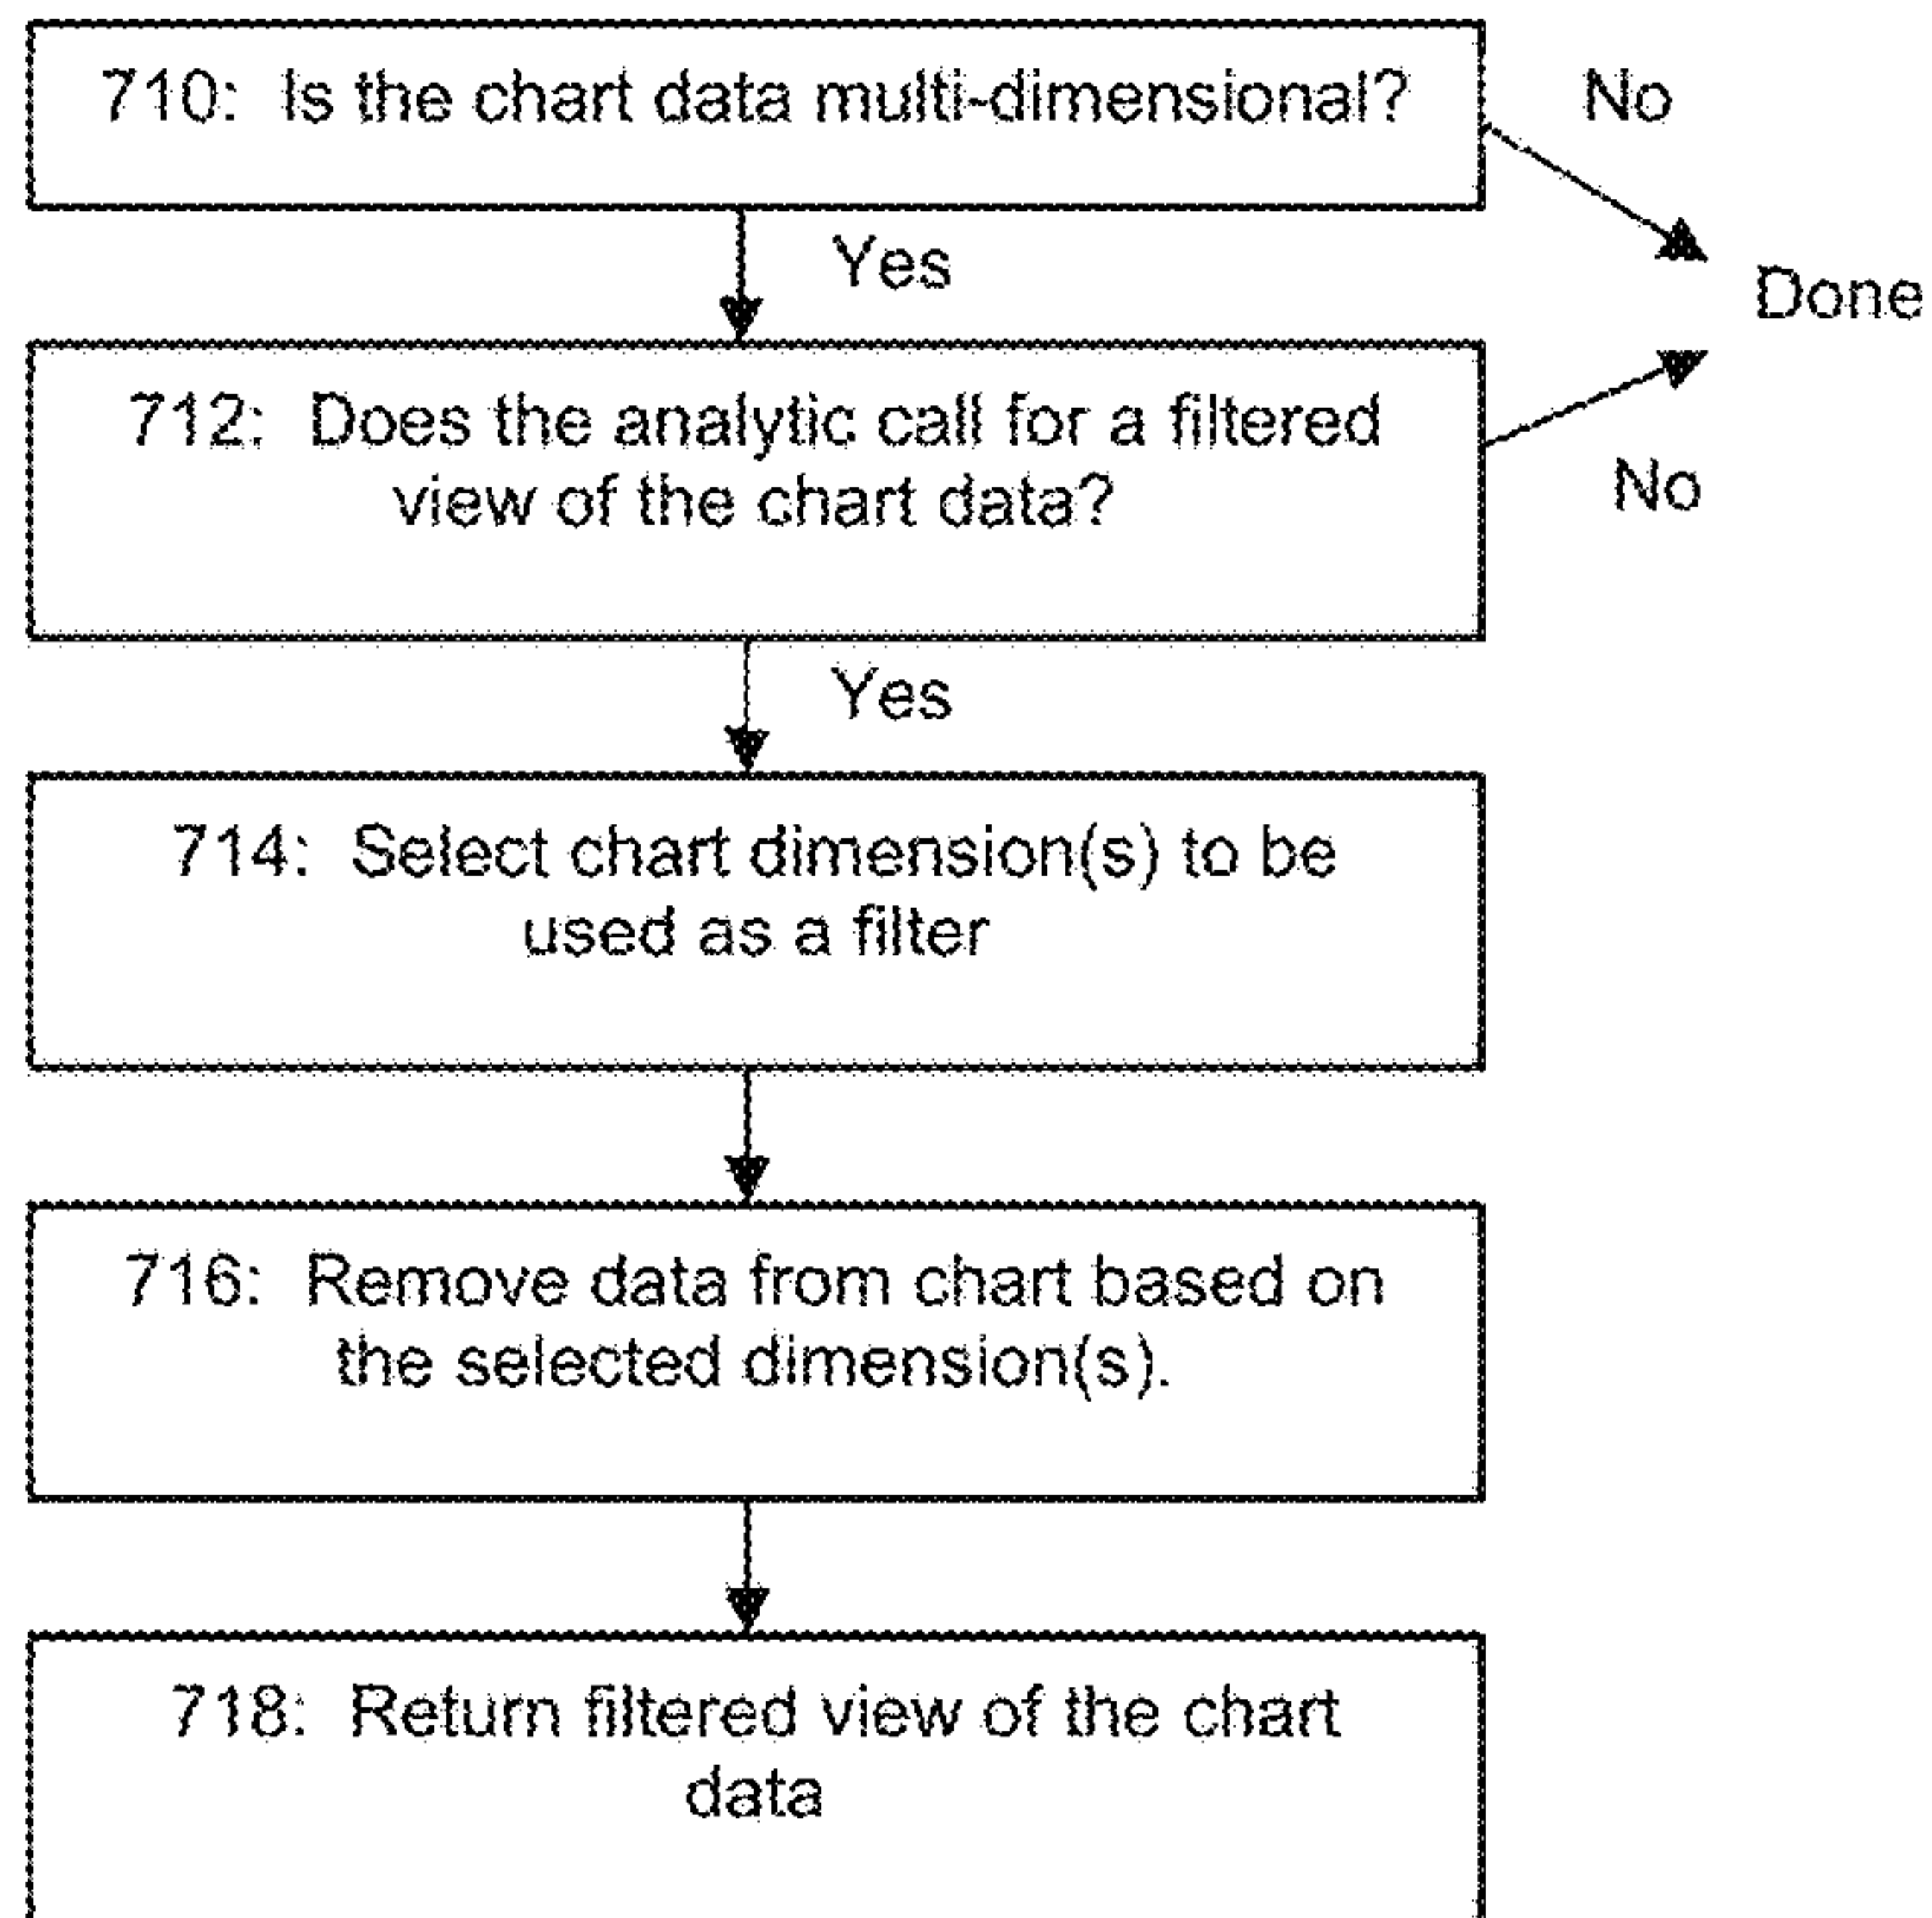 710: Is the chart data multi-dimensional?
No
Yes
Done
712: Does the analytic call for a filtered
view of the chart data?
No
Yes
714: Select chart dimension(s) to be
used as a filter
716: Remove data from chart based on
the selected dimension(s).
718: Return filtered view of the chart
data